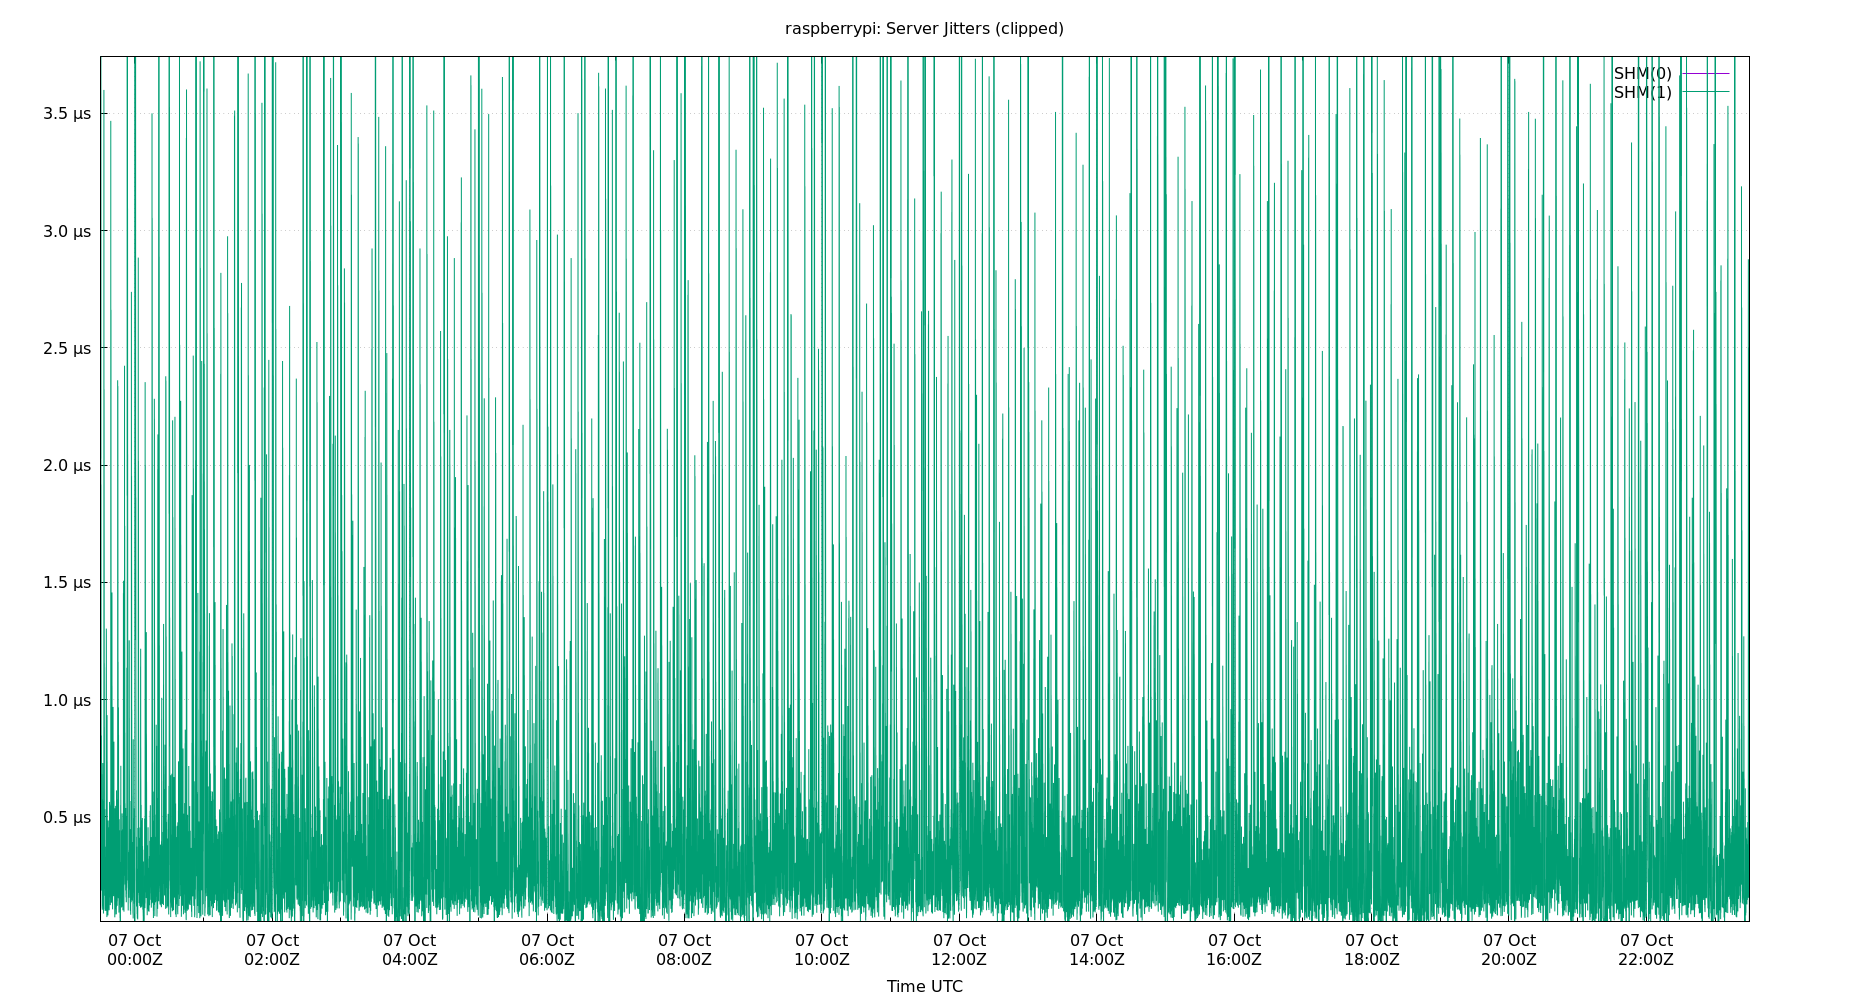 raspberrypi: Server Jitters (clipped)
SHM(0)
SHM(1)
3.5 µs
3.0 µs
2.5 µs
2.0 µs
1.5 µs
1.0 µs
0.5 µs
07 Oct 07 Oct 07 Oct 07 Oct 07 Oct 07 Oct 07 Oct 07 Oct 07 Oct 07 Oct 07 Oct 07 Oct
00:00Z 02:00Z 04:00Z 06:00Z 08:00Z 10:00Z 12:00Z 14:00Z 16:00Z 18:00Z 20:00Z 22:00Z
Time UTC